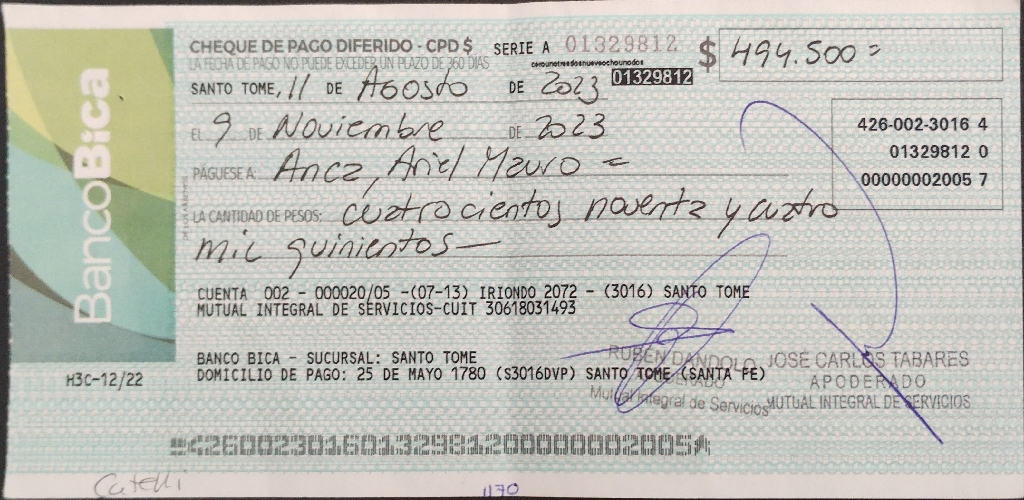 BancoBica
CHEQUE DE PAGO DIFERIDO - CPD $ SERIE A 01329812 $ 494.500=
LA FECHA DE PAGO NO PUEDE EXCEDER UN PLAZO DE 360 DIAS
cerounotresdosnueveochounodos
01329812
SANTO TOME, 11 DE Agosto DE 2023
EL 9 DE Noviembre DE 2023
426-002-3016 4
01329812 0
00000002005 7
PÁGUESE A: Ancz, Ariel Mauro =
LA CANTIDAD DE PESOS: cuatrocientos noventa y cuatro
mil quinientos—
CUENTA 002 - 000020/05 -(07-13) IRIONDO 2072 - (3016) SANTO TOME
MUTUAL INTEGRAL DE SERVICIOS-CUIT 30618031493
BANCO BICA - SUCURSAL: SANTO TOME
DOMICILIO DE PAGO: 25 DE MAYO 1780 (S3016DVP) SANTO TOME (SANTA FE)
RUBEN DANDOLO
Mutual Integral de Servicios
JOSÉ CARLOS TABARES
APODERADO
MUTUAL INTEGRAL DE SERVICIOS
H3C-12/22
42600230160132981200000002005
Catelli
1170